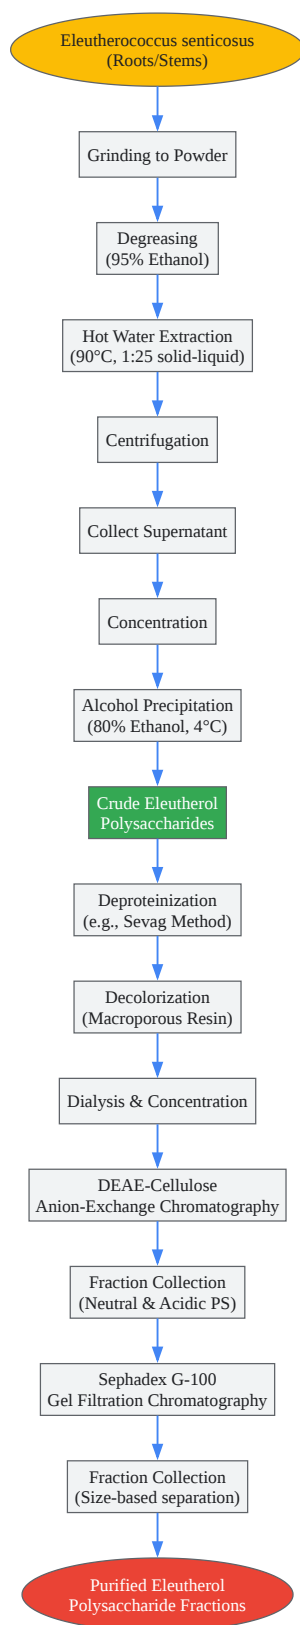 Eleutherococcus senticosus
(Roots/Stems)
Grinding to Powder
Degreasing
(95% Ethanol)
Hot Water Extraction
(90°C, 1:25 solid-liquid)
Centrifugation
Collect Supernatant
Concentration
Alcohol Precipitation
(80% Ethanol, 4°C)
Crude Eleutherol
Polysaccharides
Deproteinization
(e.g., Sevag Method)
Decolorization
(Macroporous Resin)
Dialysis & Concentration
DEAE-Cellulose
Anion-Exchange Chromatography
Fraction Collection
(Neutral & Acidic PS)
Sephadex G-100
Gel Filtration Chromatography
Fraction Collection
(Size-based separation)
Purified Eleutherol
Polysaccharide Fractions